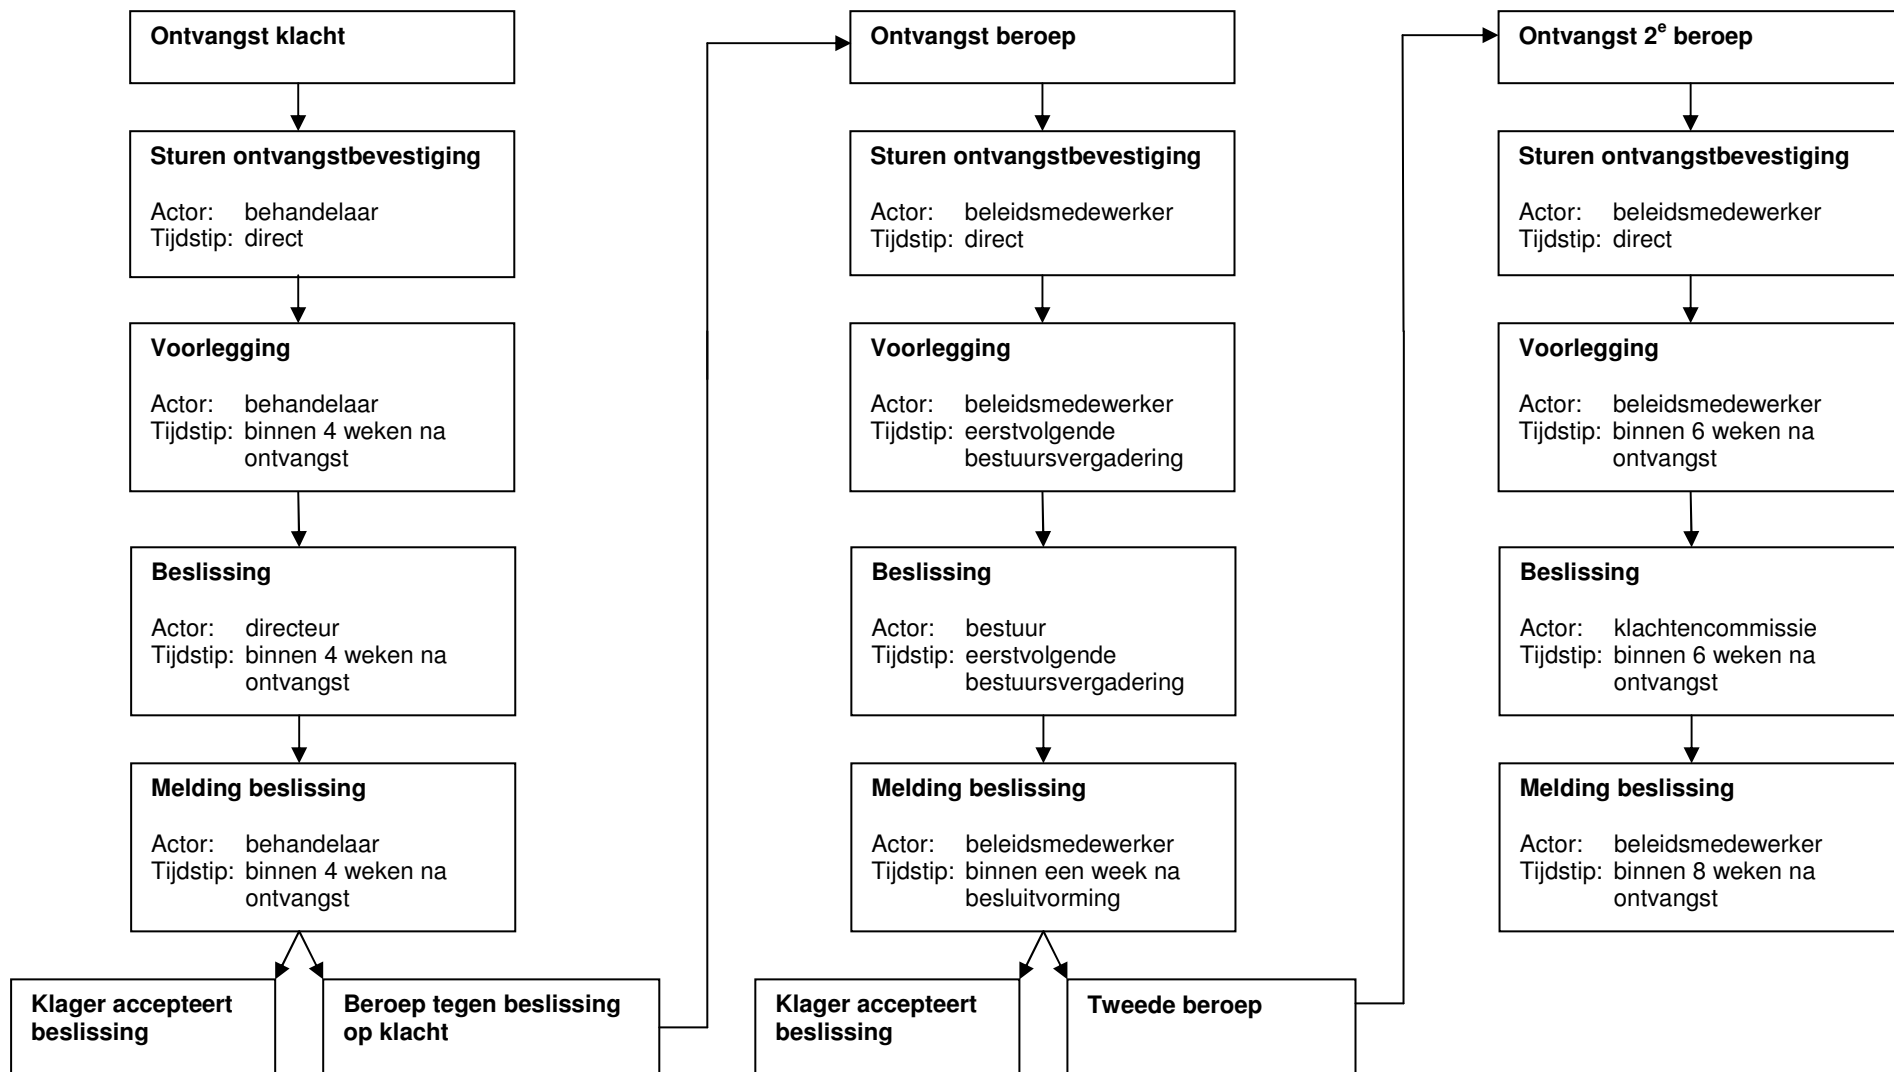 Ontvangst klacht
Sturen ontvangstbevestiging
Actor: behandelaar
Tijdstip: direct
Voorlegging
Actor: behandelaar
Tijdstip: binnen 4 weken na
ontvangst
Beslissing
Actor: directeur
Tijdstip: binnen 4 weken na
ontvangst
Melding beslissing
Actor: behandelaar
Tijdstip: binnen 4 weken na
ontvangst
Klager accepteert
beslissing
Beroep tegen beslissing
op klacht
Ontvangst beroep
Sturen ontvangstbevestiging
Actor: beleidsmedewerker
Tijdstip: direct
Voorlegging
Actor: beleidsmedewerker
Tijdstip: eerstvolgende
bestuursvergadering
Beslissing
Actor: bestuur
Tijdstip: eerstvolgende
bestuursvergadering
Melding beslissing
Actor: beleidsmedewerker
Tijdstip: binnen een week na
besluitvorming
Klager accepteert
beslissing
Tweede beroep
Ontvangst 2e beroep
Sturen ontvangstbevestiging
Actor: beleidsmedewerker
Tijdstip: direct
Voorlegging
Actor: beleidsmedewerker
Tijdstip: binnen 6 weken na
ontvangst
Beslissing
Actor: klachtencommissie
Tijdstip: binnen 6 weken na
ontvangst
Melding beslissing
Actor: beleidsmedewerker
Tijdstip: binnen 8 weken na
ontvangst